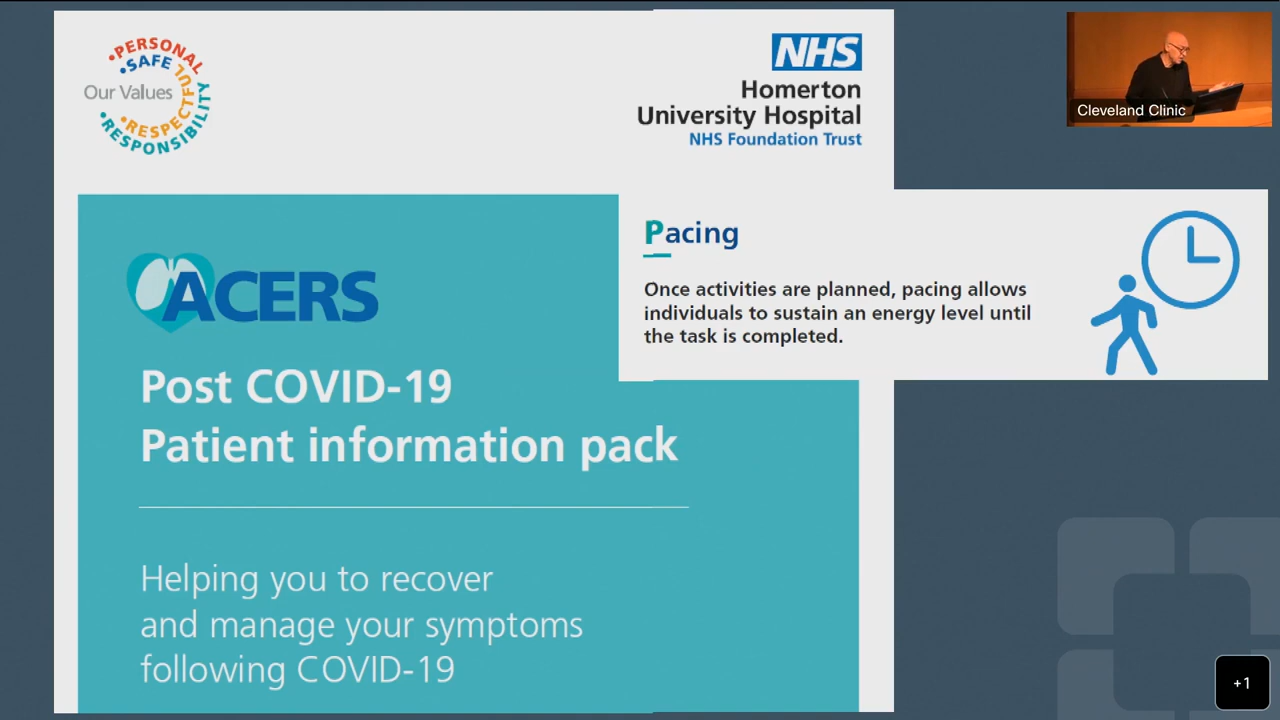 •PERSONAL
•SAFE
Our Values
•RESPECTFUL
•RESPONSIBILITY
NHS
Homerton
University Hospital
NHS Foundation Trust
Cleveland Clinic
Pacing
Once activities are planned, pacing allows
individuals to sustain an energy level until
the task is completed.
ACERS
Post COVID-19
Patient information pack
Helping you to recover
and manage your symptoms
following COVID-19
+1